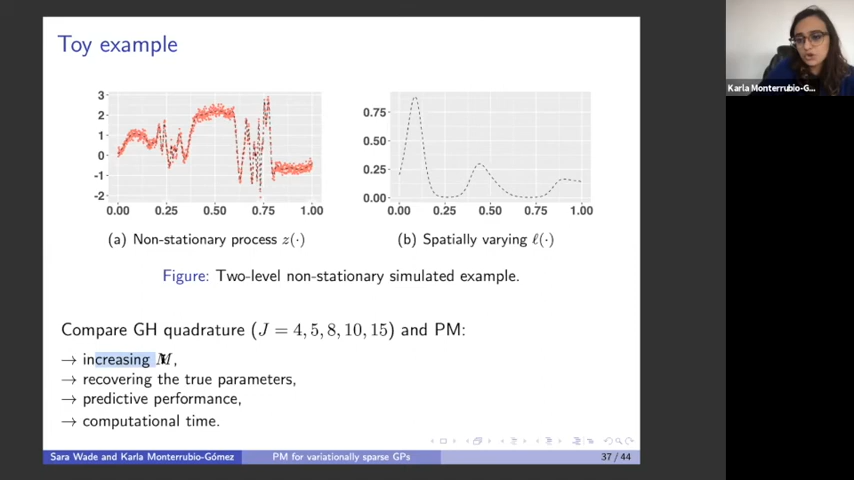 Toy example
3
2
1
0
-1
-2
0.00 0.25 0.50 0.75 1.00
0.75
0.50
0.25
0.00
0.00 0.25 0.50 0.75 1.00
(a) Non-stationary process z(·)
(b) Spatially varying ℓ(·)
Figure: Two-level non-stationary simulated example.
Compare GH quadrature (J = 4, 5, 8, 10, 15) and PM:
→ increasing M,
→ recovering the true parameters,
→ predictive performance,
→ computational time.
Sara Wade and Karla Monterrubio-Gómez PM for variationally sparse GPs 37 / 44
Karla Monterrubio-G...